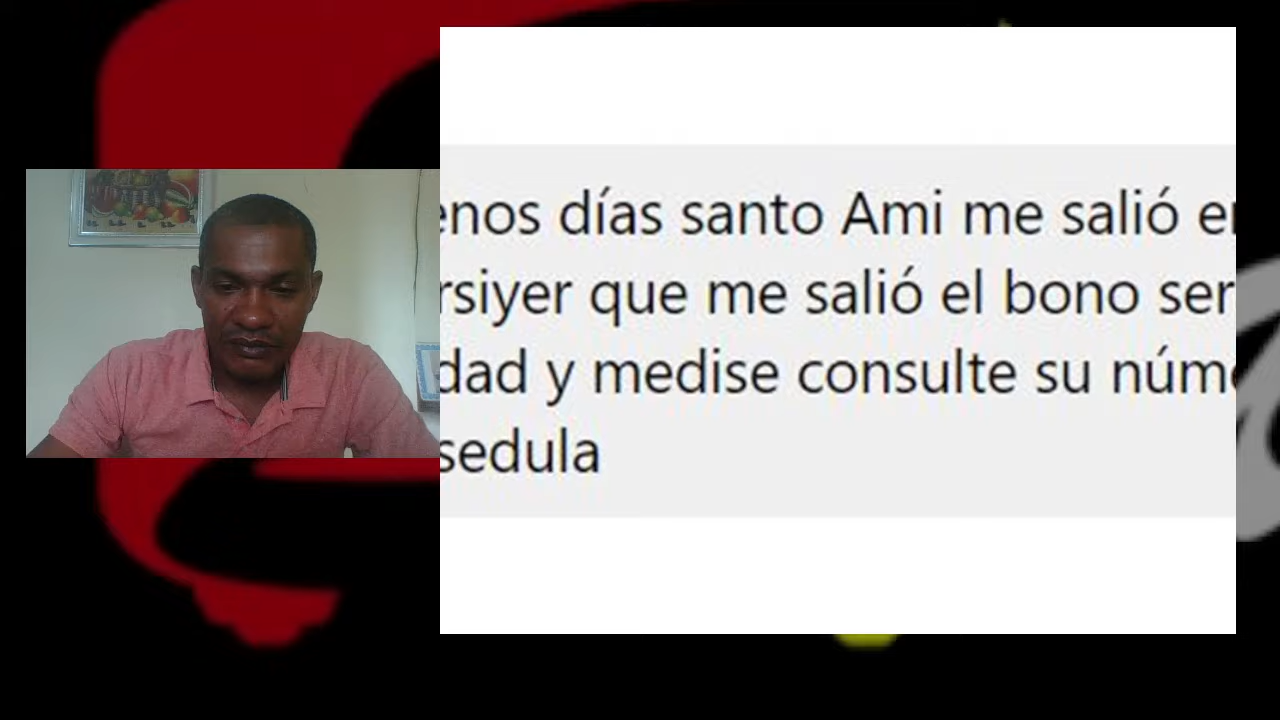 enos días santo Ami me salió en
rsiyer que me salió el bono ser
dad y medise consulte su núme
sedula